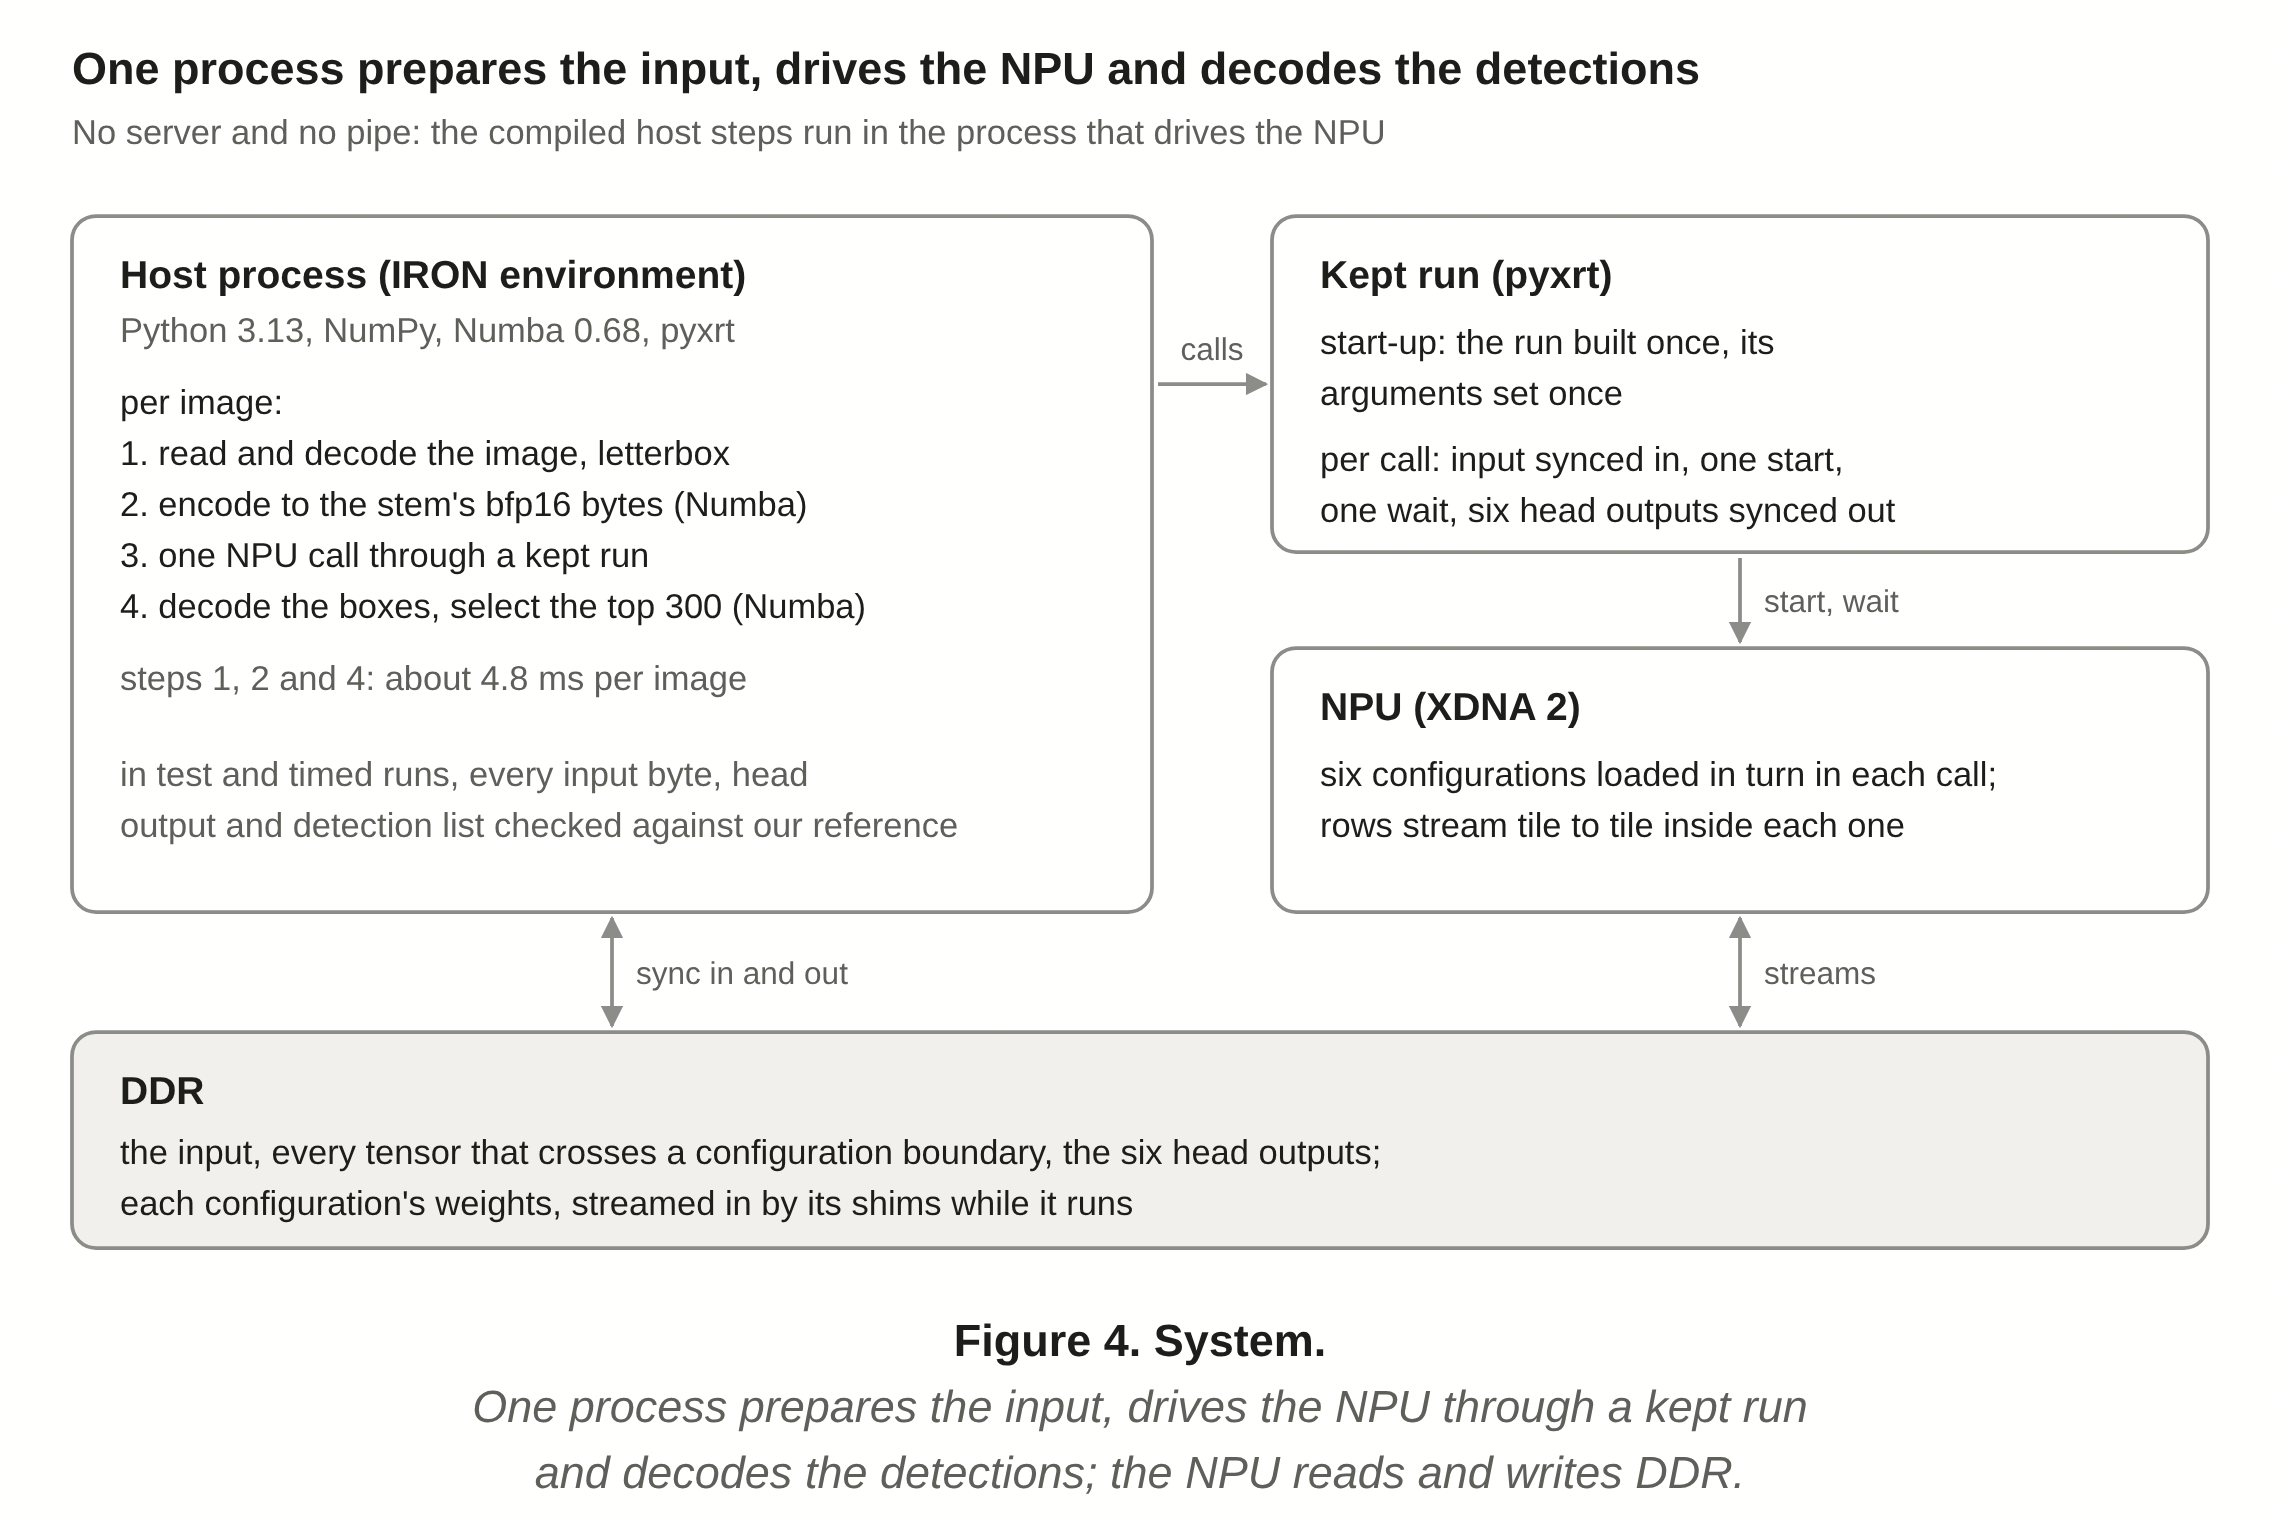 One process prepares the input, drives the NPU and decodes the detections
No server and no pipe: the compiled host steps run in the process that drives the NPU
Host process (IRON environment)
Python 3.13, NumPy, Numba 0.68, pyxrt
per image:
1. read and decode the image, letterbox
2. encode to the stem's bfp16 bytes (Numba)
3. one NPU call through a kept run
4. decode the boxes, select the top 300 (Numba)
steps 1, 2 and 4: about 4.8 ms per image
in test and timed runs, every input byte, head
output and detection list checked against our reference
calls
Kept run (pyxrt)
start-up: the run built once, its
arguments set once
per call: input synced in, one start,
one wait, six head outputs synced out
start, wait
NPU (XDNA 2)
six configurations loaded in turn in each call;
rows stream tile to tile inside each one
sync in and out
streams
DDR
the input, every tensor that crosses a configuration boundary, the six head outputs;
each configuration's weights, streamed in by its shims while it runs
Figure 4. System.
One process prepares the input, drives the NPU through a kept run
and decodes the detections; the NPU reads and writes DDR.